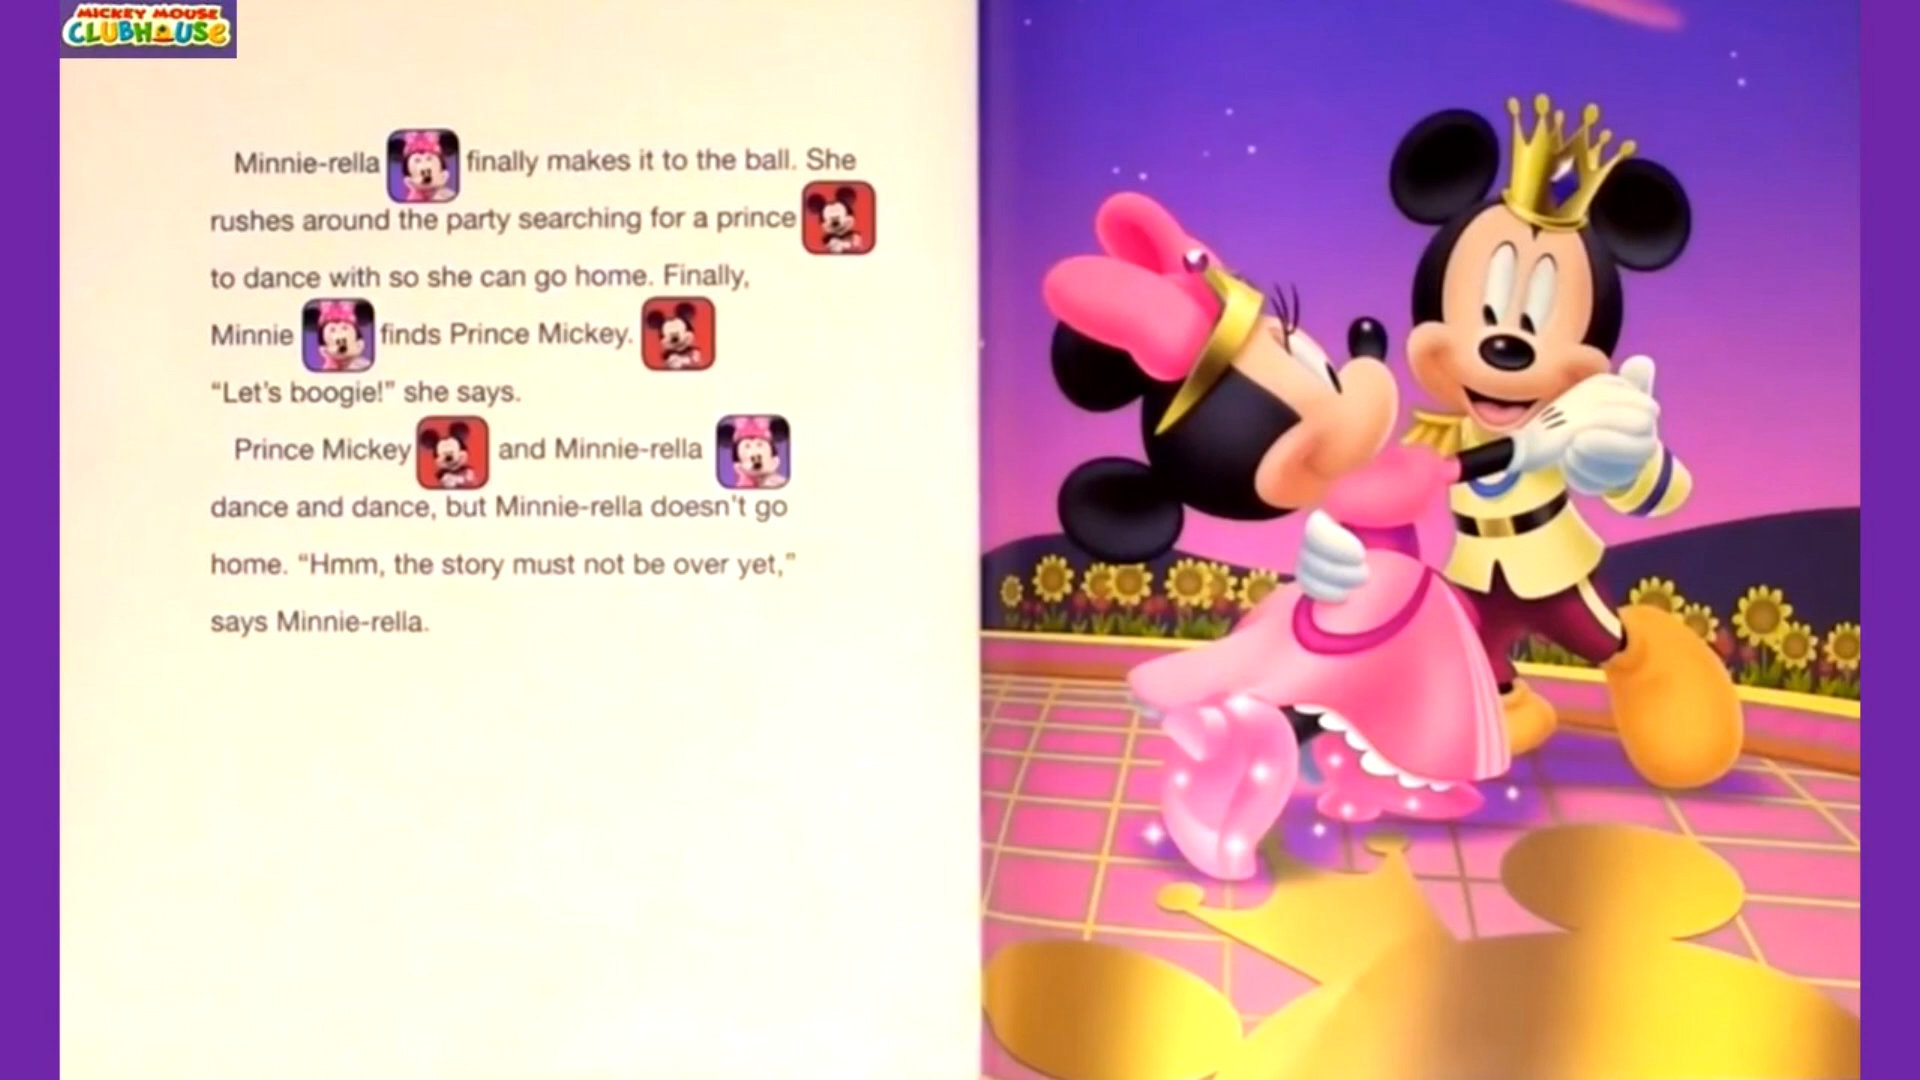 MICKEY MOUSE
CLUBHOUSE
Minnie-rella finally makes it to the ball. She
rushes around the party searching for a prince
to dance with so she can go home. Finally,
Minnie finds Prince Mickey.
“Let’s boogie!” she says.
Prince Mickey and Minnie-rella
dance and dance, but Minnie-rella doesn’t go
home. “Hmm, the story must not be over yet,”
says Minnie-rella.